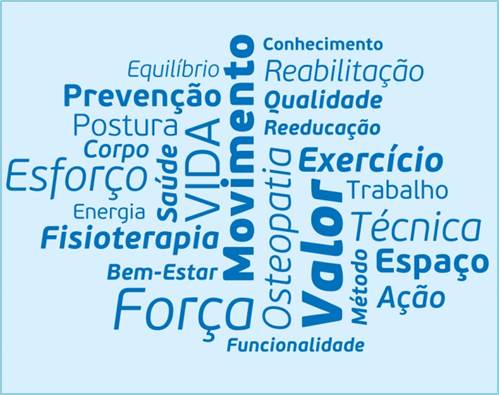 Conhecimento
Equilíbrio
Reabilitação
Prevenção
Qualidade
Postura
Reeducação
Corpo
Saúde
VIDA
Movimento
Exercício
Esforço
Trabalho
Energia
Osteopatia
Valor
Técnica
Fisioterapia
Método
Espaço
Bem-Estar
Ação
Força
Funcionalidade